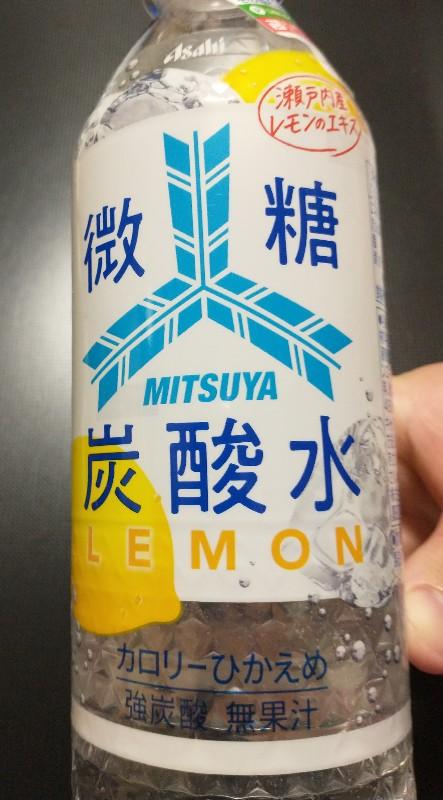 Asahi
瀬戸内産
レモンのエキス
微糖
MITSUYA
炭酸水
LEMON
カロリーひかえめ
強炭酸 無果汁